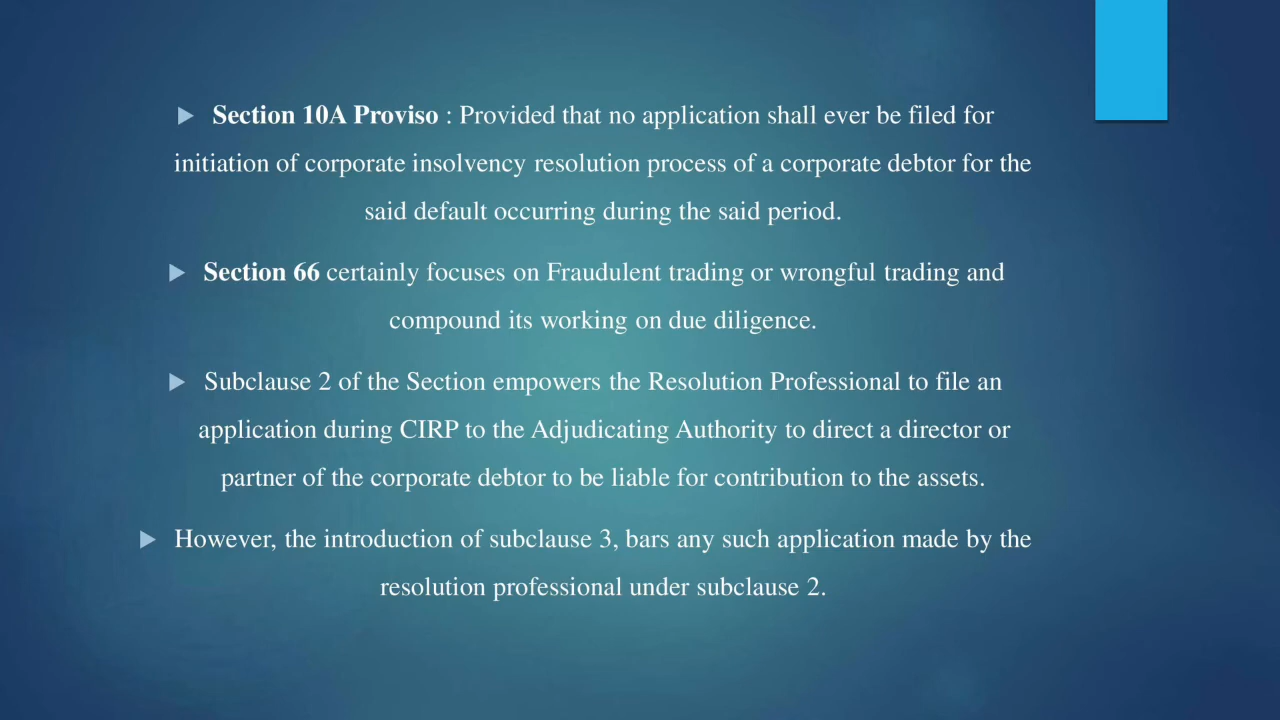 Section 10A Proviso : Provided that no application shall ever be filed for
initiation of corporate insolvency resolution process of a corporate debtor for the
said default occurring during the said period.
Section 66 certainly focuses on Fraudulent trading or wrongful trading and
compound its working on due diligence.
Subclause 2 of the Section empowers the Resolution Professional to file an
application during CIRP to the Adjudicating Authority to direct a director or
partner of the corporate debtor to be liable for contribution to the assets.
However, the introduction of subclause 3, bars any such application made by the
resolution professional under subclause 2.